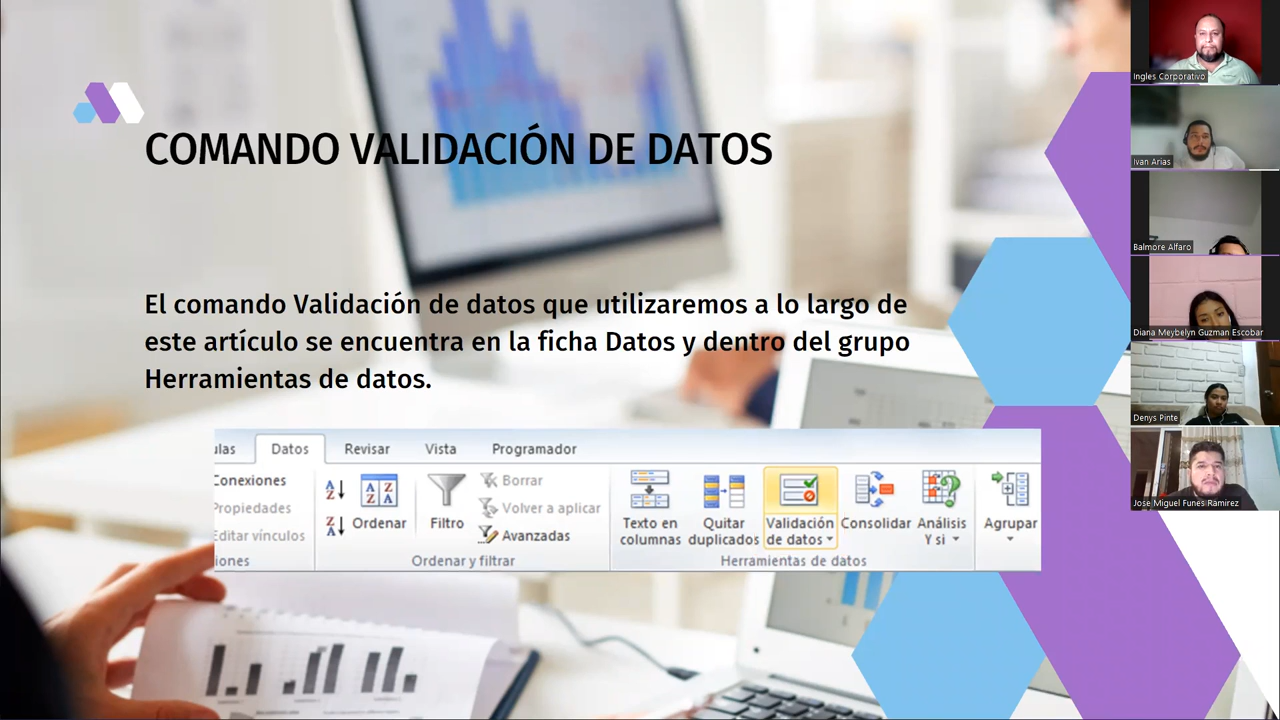 COMANDO VALIDACIÓN DE DATOS
El comando Validación de datos que utilizaremos a lo largo de
este artículo se encuentra en la ficha Datos y dentro del grupo
Herramientas de datos.
ulas Datos Revisar Vista Programador
Conexiones
Propiedades
Editar vínculos
iones
Ordenar
Filtro
Borrar
Volver a aplicar
Avanzadas
Ordenar y filtrar
Texto en
columnas
Quitar
duplicados
Validación
de datos
Consolidar
Análisis
Y si
Herramientas de datos
Agrupar
Ingles Corporativo
Ivan Arias
Balmore Alfaro
Diana Meybelyn Guzman Escobar
Denys Pinte
Jose Miguel Funes Ramirez